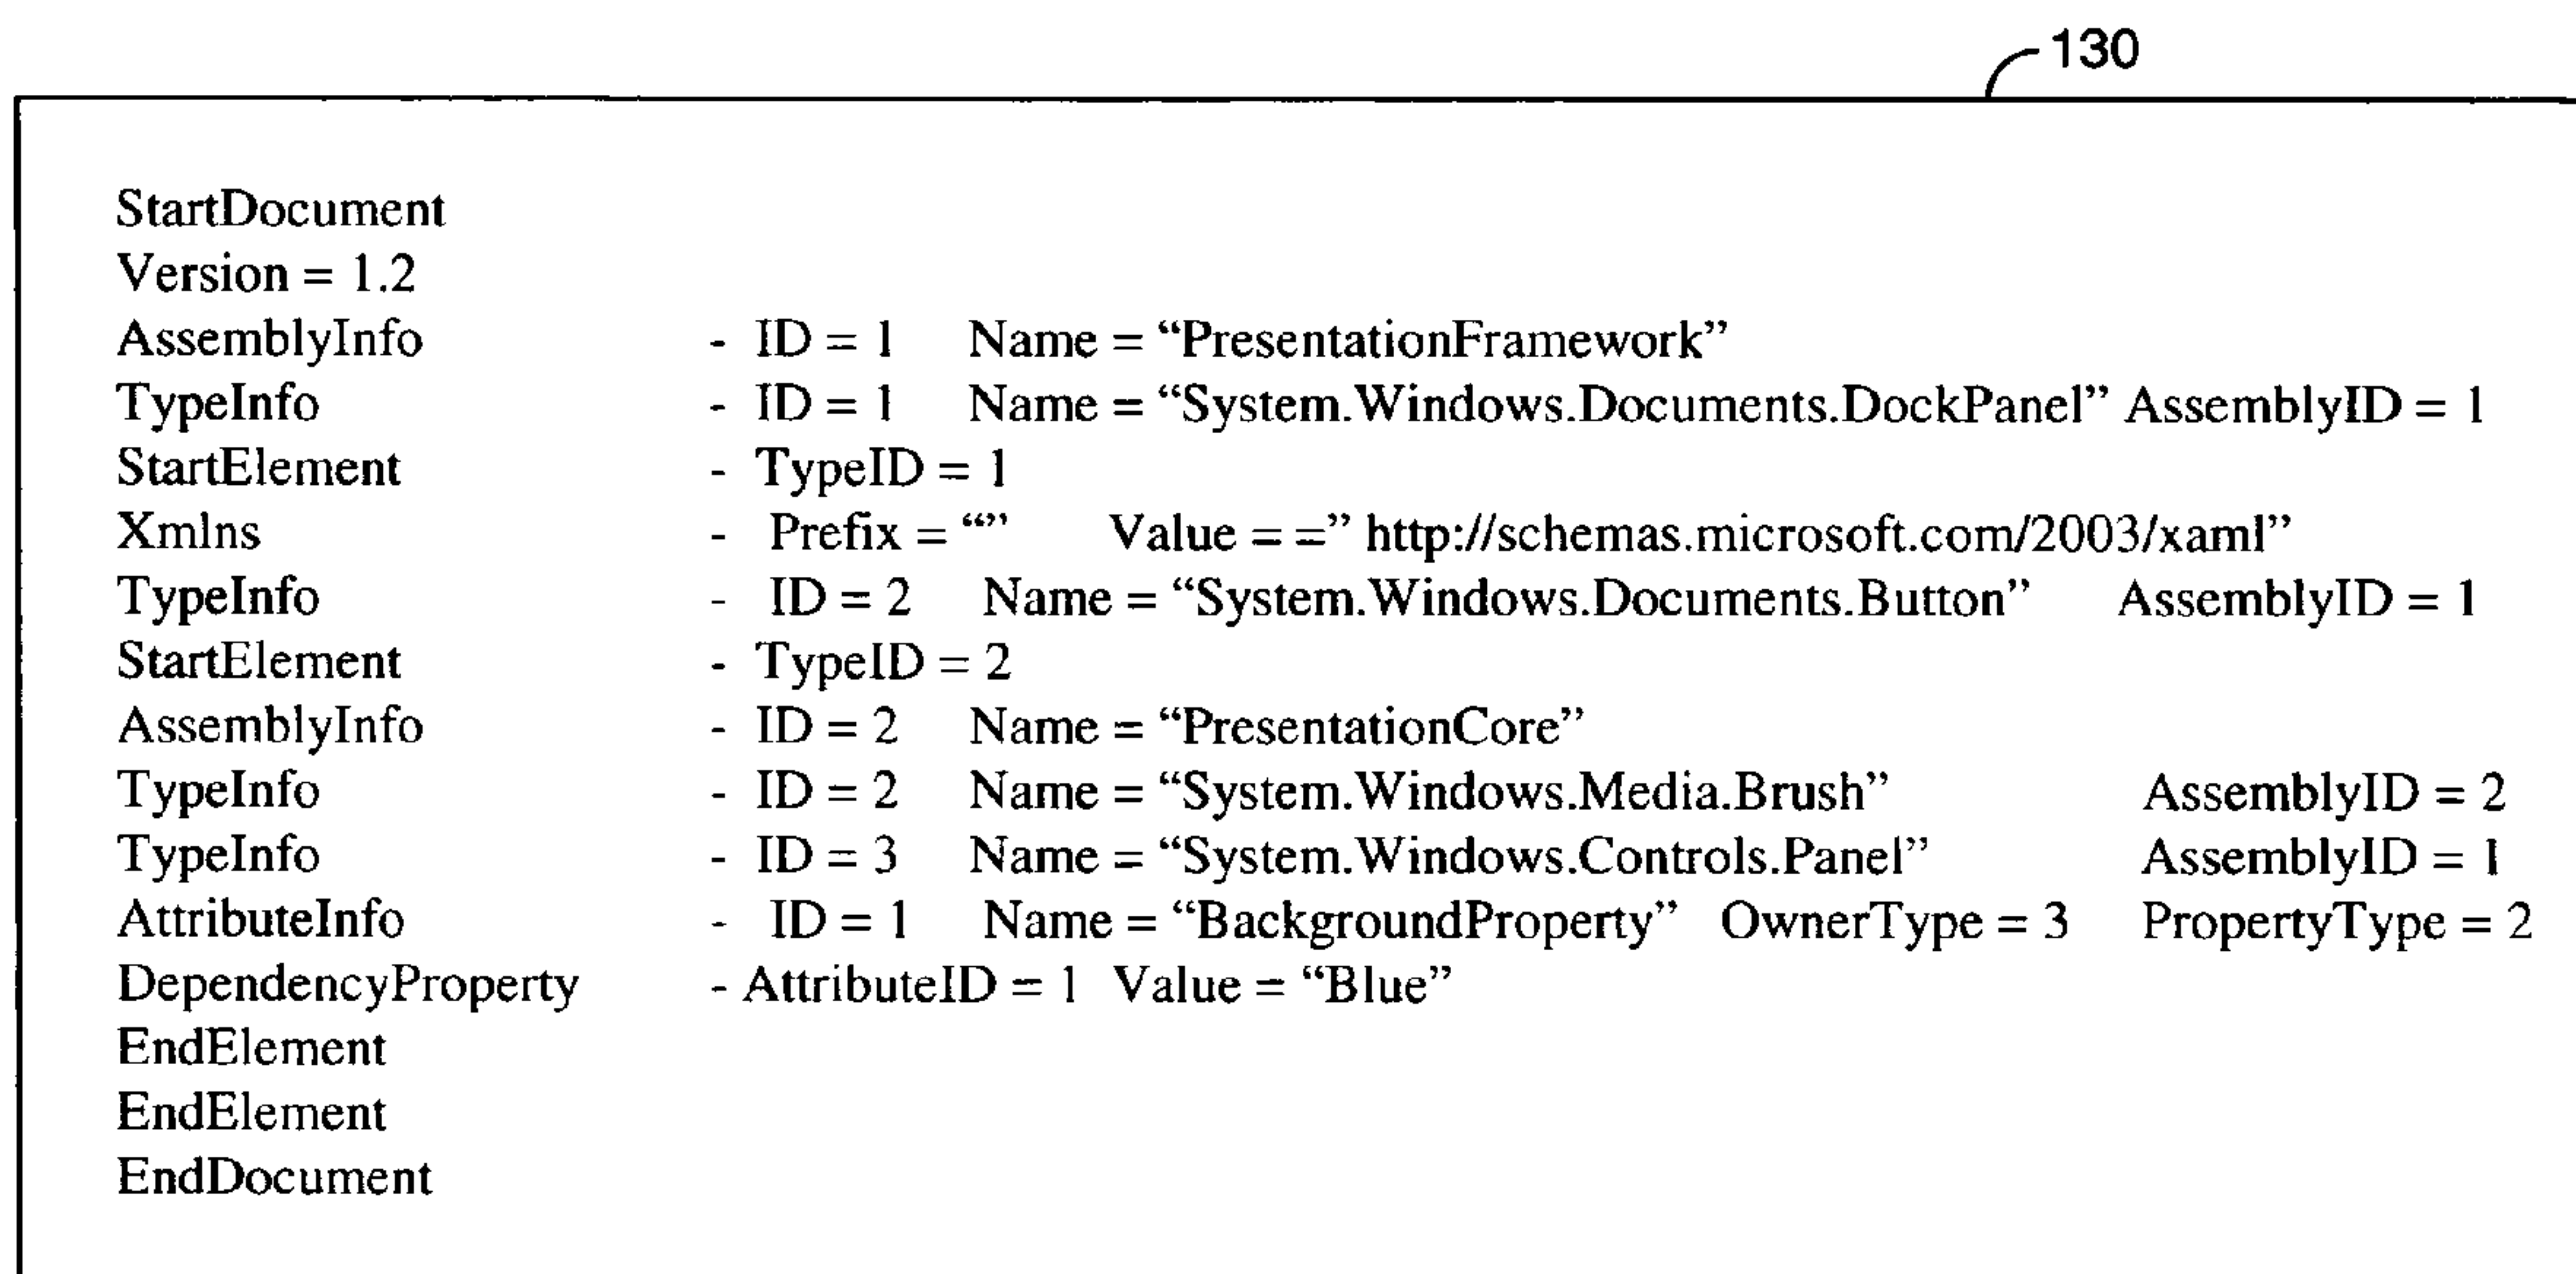 130
StartDocument
Version = 1.2
AssemblyInfo - ID = 1 Name = “PresentationFramework”
TypeInfo - ID = 1 Name = “System.Windows.Documents.DockPanel” AssemblyID = 1
StartElement - TypeID = 1
Xmlns - Prefix = “” Value = =” http://schemas.microsoft.com/2003/xaml”
TypeInfo - ID = 2 Name = “System.Windows.Documents.Button” AssemblyID = 1
StartElement - TypeID = 2
AssemblyInfo - ID = 2 Name = “PresentationCore”
TypeInfo - ID = 2 Name = “System.Windows.Media.Brush” AssemblyID = 2
TypeInfo - ID = 3 Name = “System.Windows.Controls.Panel” AssemblyID = 1
AttributeInfo - ID = 1 Name = “BackgroundProperty” OwnerType = 3 PropertyType = 2
DependencyProperty - AttributeID = 1 Value = “Blue”
EndElement
EndElement
EndDocument